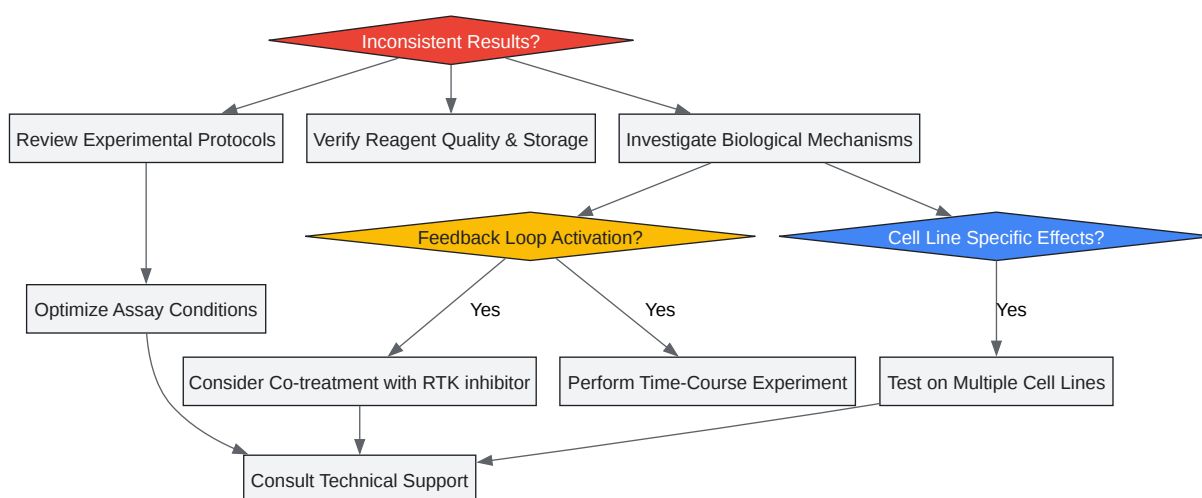 Inconsistent Results?
Review Experimental Protocols
Verify Reagent Quality & Storage
Investigate Biological Mechanisms
Feedback Loop Activation?
Cell Line Specific Effects?
Optimize Assay Conditions
Yes
Yes
Yes
Consider Co-treatment with RTK inhibitor
Perform Time-Course Experiment
Test on Multiple Cell Lines
Consult Technical Support